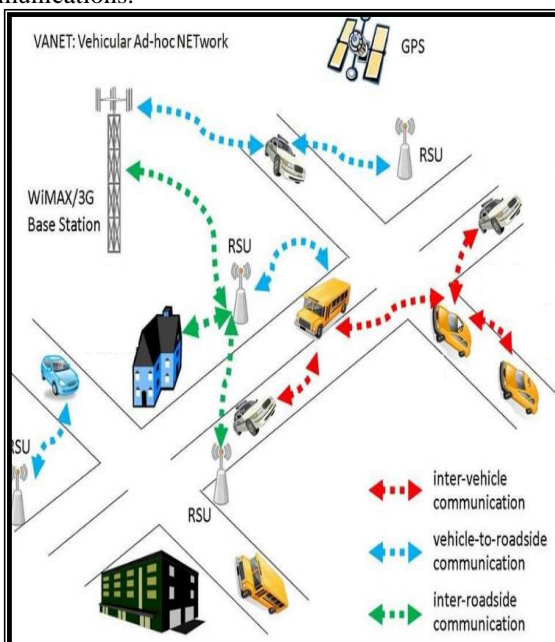 munications.
VANET: Vehicular Ad-hoc NETwork
GPS
RSU
WiMAX/3G
Base Station
RSU
RSU
RSU
inter-vehicle
communication
vehicle-to-roadside
communication
inter-roadside
communication